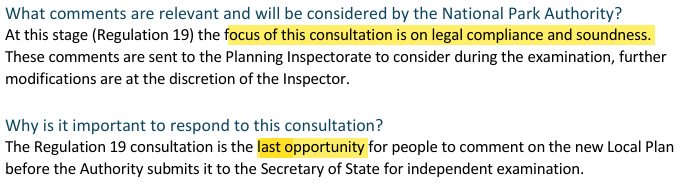 What comments are relevant and will be considered by the National Park Authority?
At this stage (Regulation 19) the focus of this consultation is on legal compliance and soundness.
These comments are sent to the Planning Inspectorate to consider during the examination, further
modifications are at the discretion of the Inspector.
Why is it important to respond to this consultation?
The Regulation 19 consultation is the last opportunity for people to comment on the new Local Plan
before the Authority submits it to the Secretary of State for independent examination.